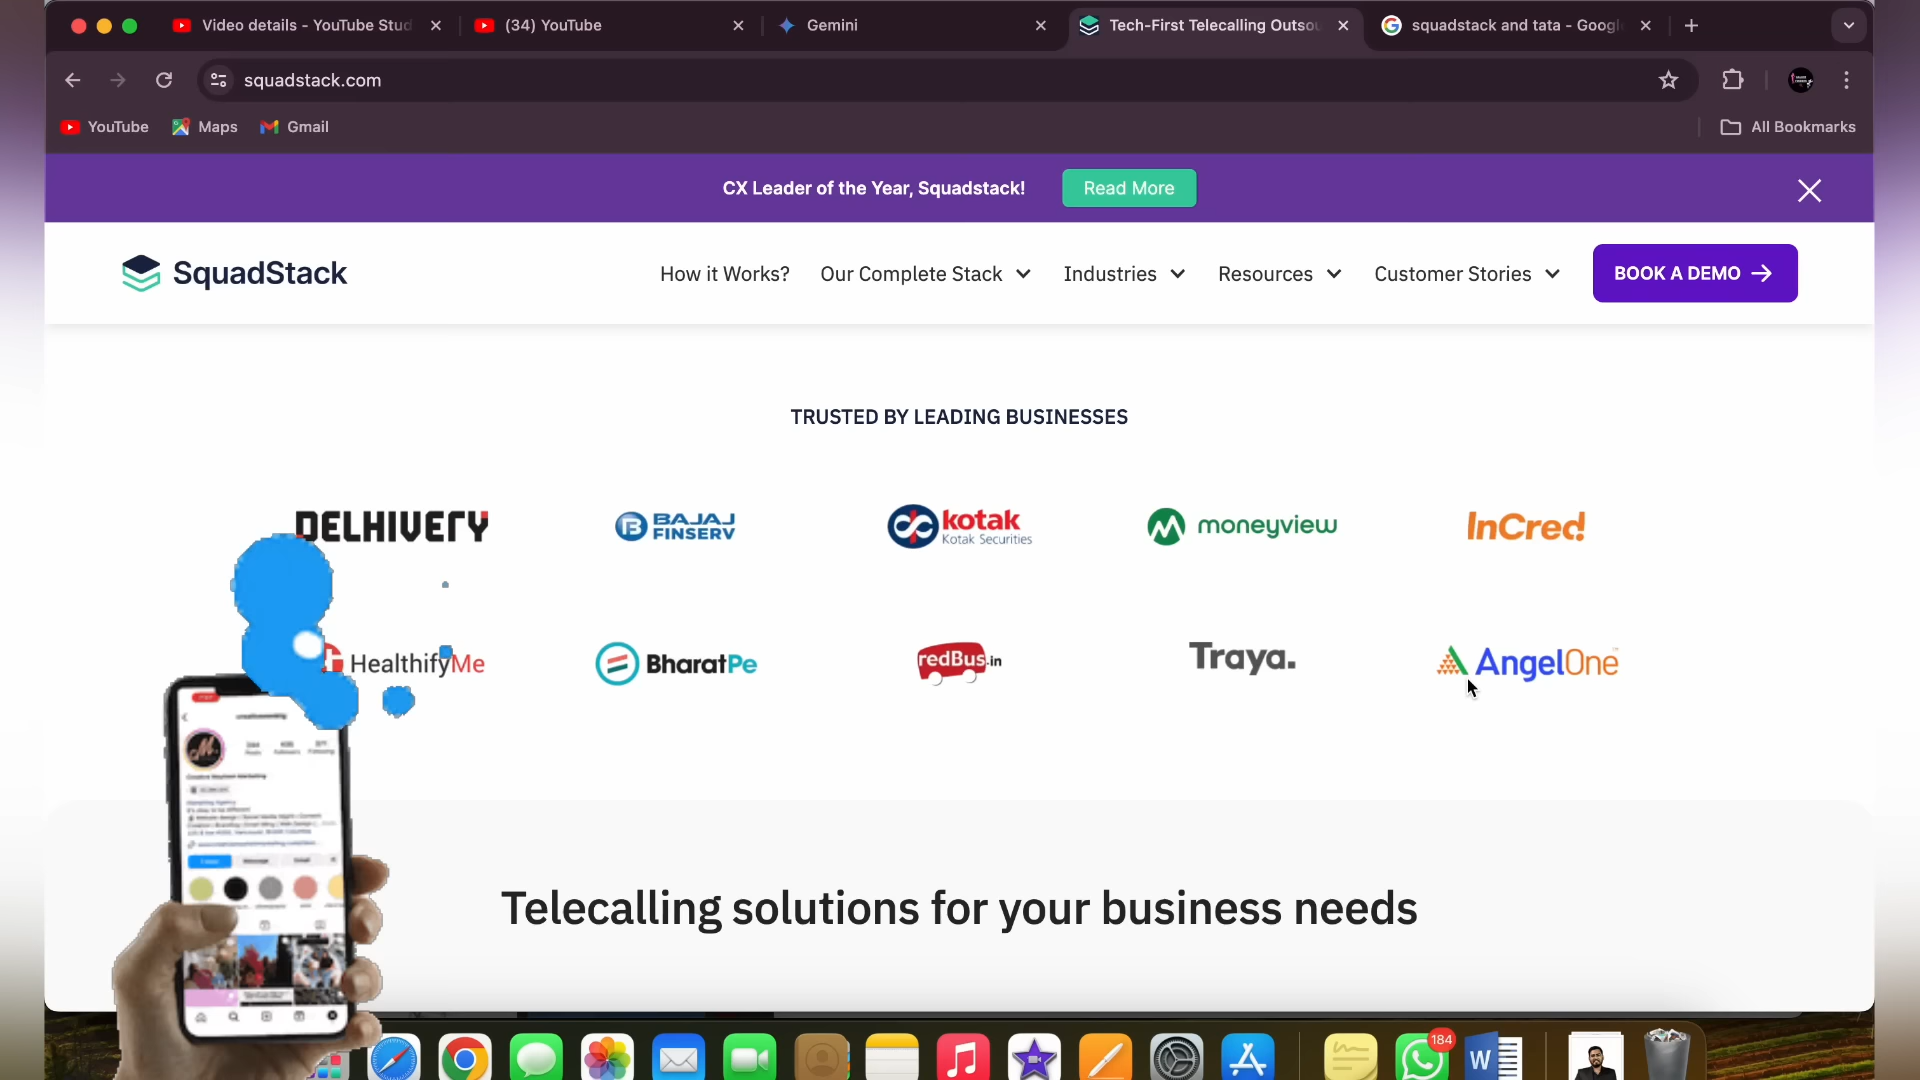 Video details - YouTube Stud
(34) YouTube
Gemini
Tech-First Telecalling Outsou
squadstack and tata - Googl
squadstack.com
YouTube
Maps
Gmail
All Bookmarks
CX Leader of the Year, Squadstack!
Read More
SquadStack
How it Works?
Our Complete Stack
Industries
Resources
Customer Stories
BOOK A DEMO
TRUSTED BY LEADING BUSINESSES
DELHIVERY
BAJAJ
FINSERV
kotak
Kotak Securities
moneyview
InCred!
HealthifyMe
BharatPe
redBus.in
Traya.
AngelOne
Telecalling solutions for your business needs
184
W